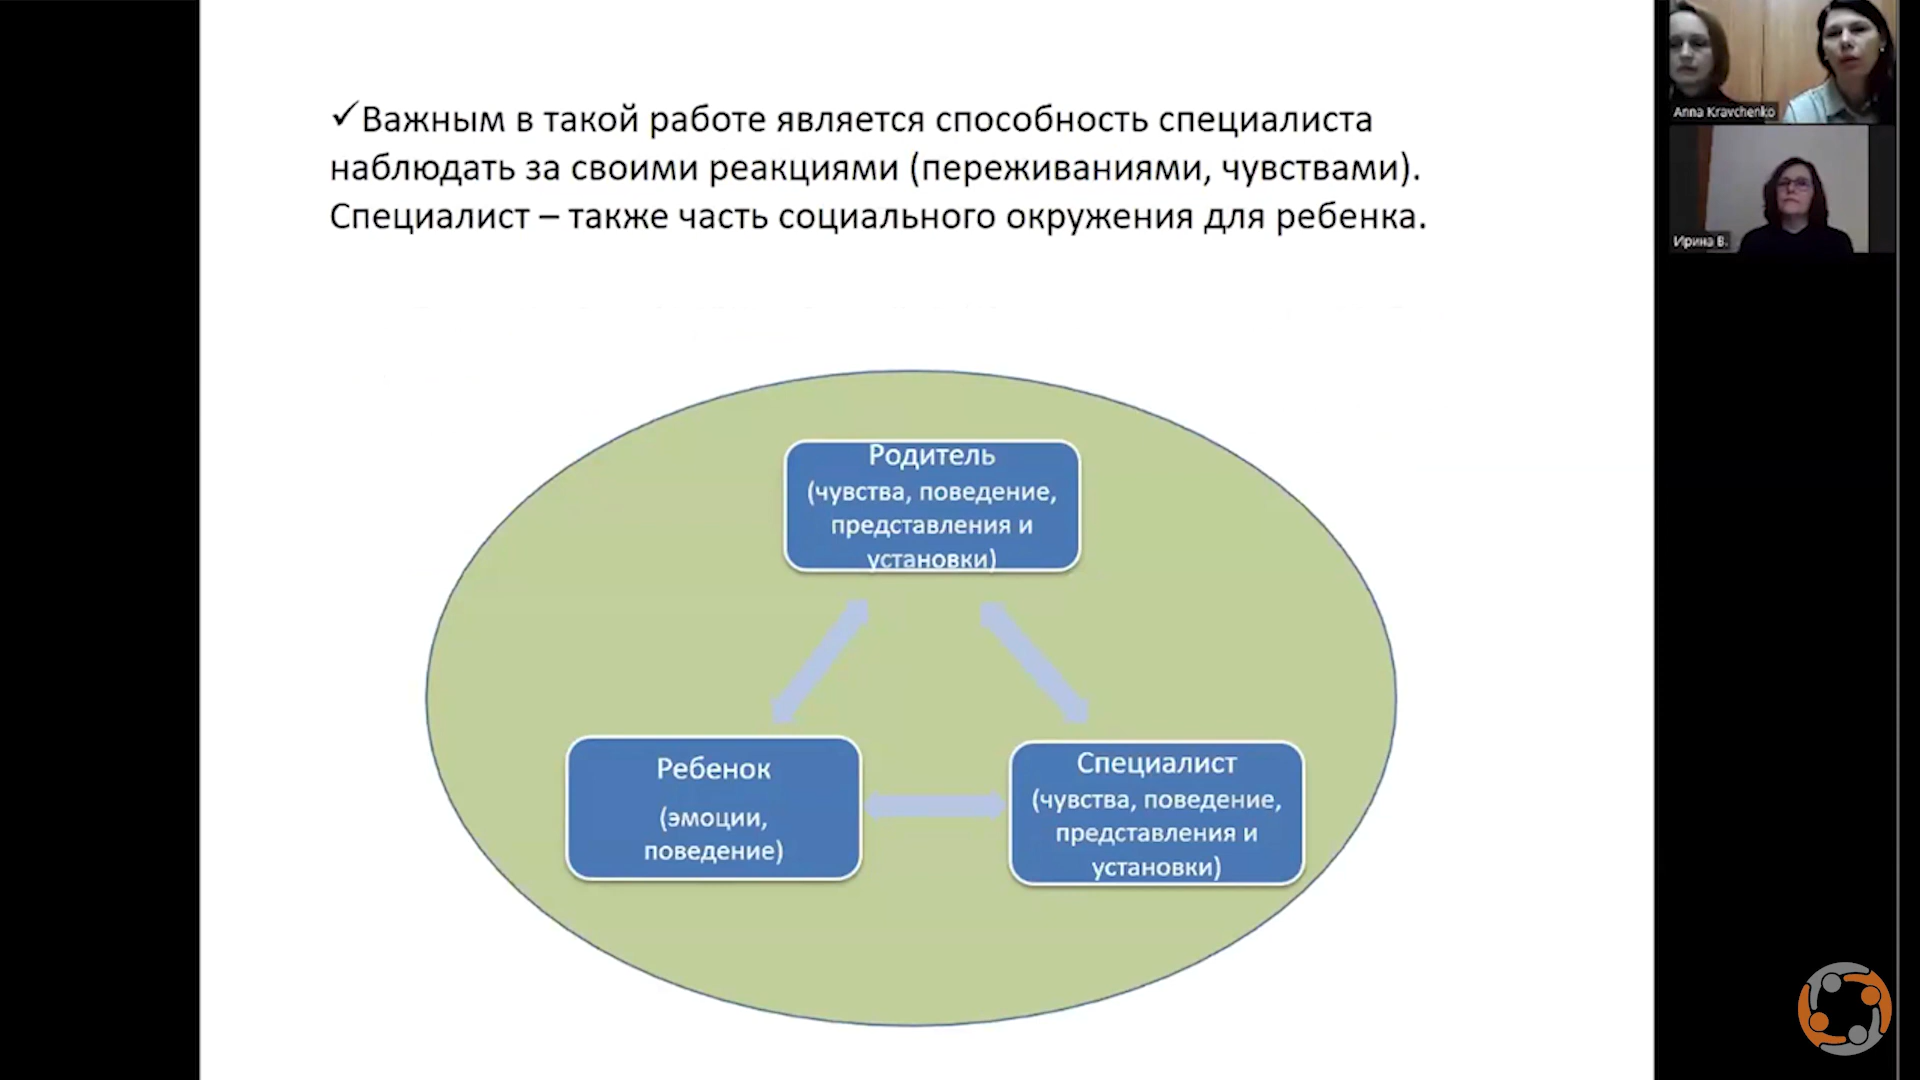 ✓Важным в такой работе является способность специалиста
наблюдать за своими реакциями (переживаниями, чувствами).
Специалист – также часть социального окружения для ребенка.
Родитель
(чувства, поведение,
представления и
установки)
Ребенок
(эмоции,
поведение)
Специалист
(чувства, поведение,
представления и
установки)
Anna Kravchenko
Ирина В.